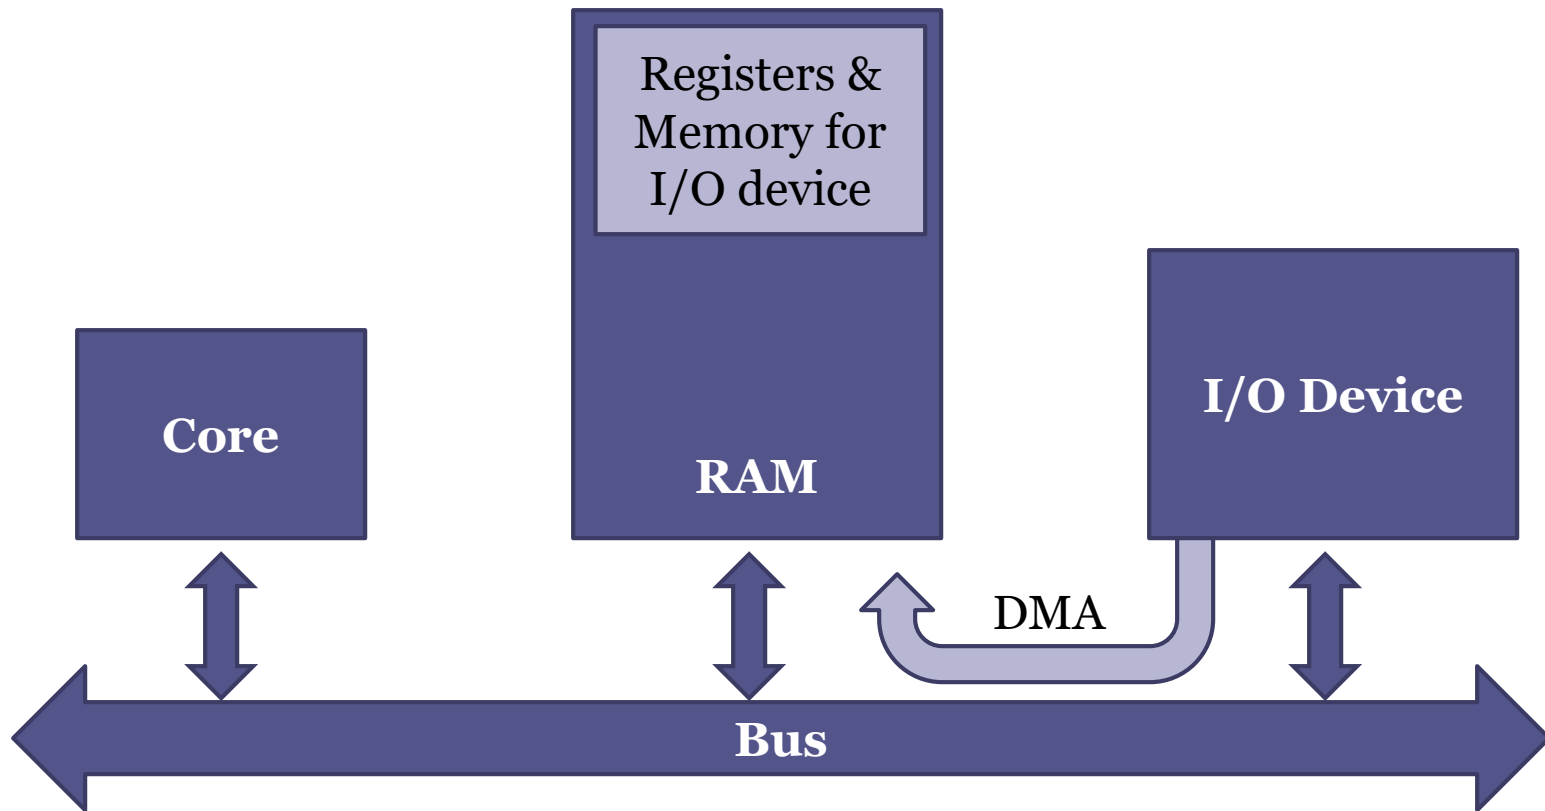 Registers &
Memory for
I/O device
I/O Device
Core
RAM
DMA
Bus